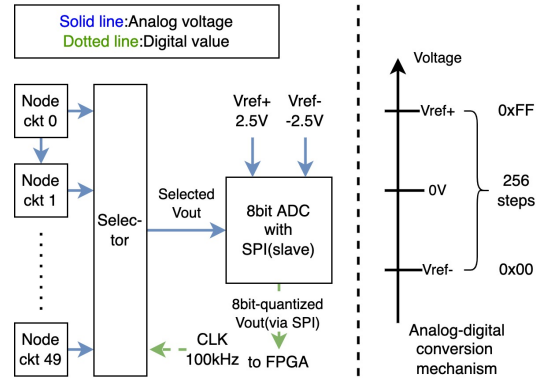 Solid line:Analog voltage
Dotted line:Digital value
Node
ckt 0
Node
ckt 1
Node
ckt 49
Selec-
tor
Selected
Vout
Vref+
2.5V
Vref-
-2.5V
8bit ADC
with
SPI(slave)
8bit-quantized
Vout(via SPI)
CLK
100kHz
to FPGA
Voltage
Vref+
0xFF
0V
256
steps
Vref-
0x00
Analog-digital
conversion
mechanism